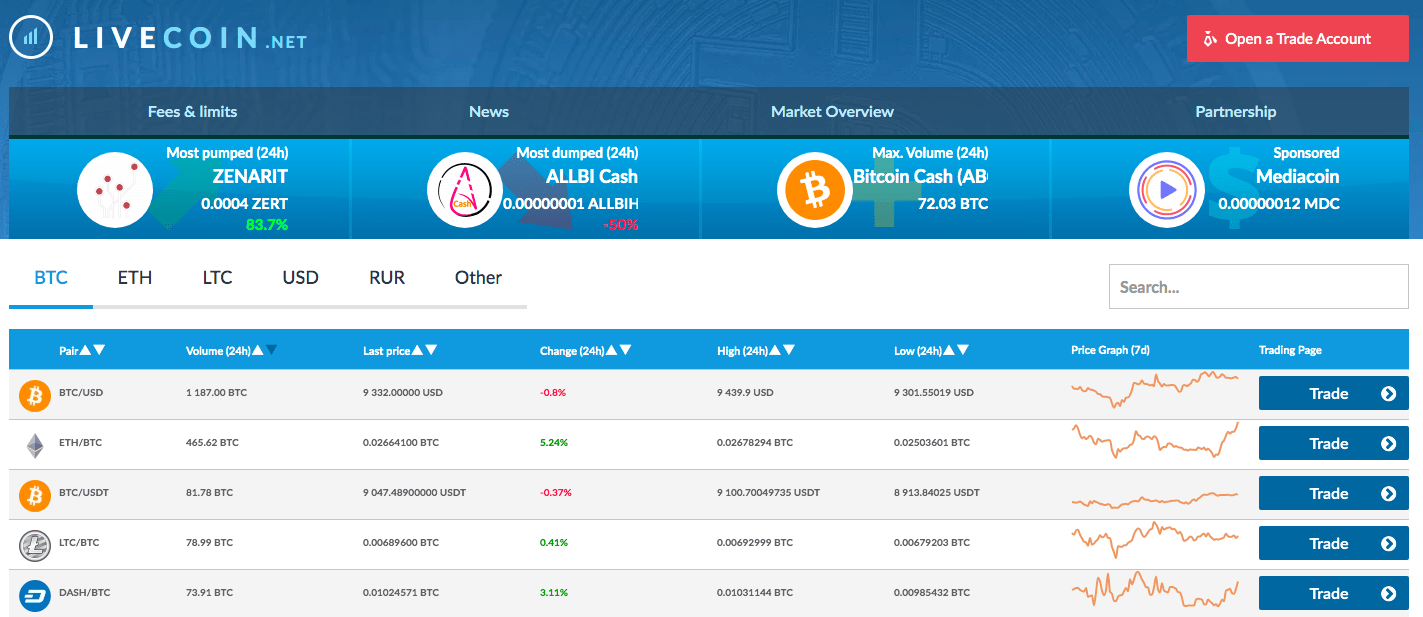 LIVECOIN.NET
Open a Trade Account
Fees & limits News Market Overview Partnership
Most pumped (24h)
ZENARIT
0.0004 ZERT
83.7%
Cash
Most dumped (24h)
ALLBI Cash
0.00000001 ALLBIH
-50%
Max. Volume (24h)
Bitcoin Cash (AB
72.03 BTC
Sponsored
Mediacoin
0.00000012 MDC
BTC ETH LTC USD RUR Other
Search...
Pair Volume (24h) Last price Change (24h) High (24h) Low (24h) Price Graph (7d) Trading Page
BTC/USD 1 187.00 BTC 9 332.00000 USD -0.8% 9 439.9 USD 9 301.55019 USD Trade
ETH/BTC 465.62 BTC 0.02664100 BTC 5.24% 0.02678294 BTC 0.02503601 BTC Trade
BTC/USDT 81.78 BTC 9 047.48900000 USDT -0.37% 9 100.70049735 USDT 8 913.84025 USDT Trade
LTC/BTC 78.99 BTC 0.00689600 BTC 0.41% 0.00692999 BTC 0.00679203 BTC Trade
DASH/BTC 73.91 BTC 0.01024571 BTC 3.11% 0.01031144 BTC 0.00985432 BTC Trade